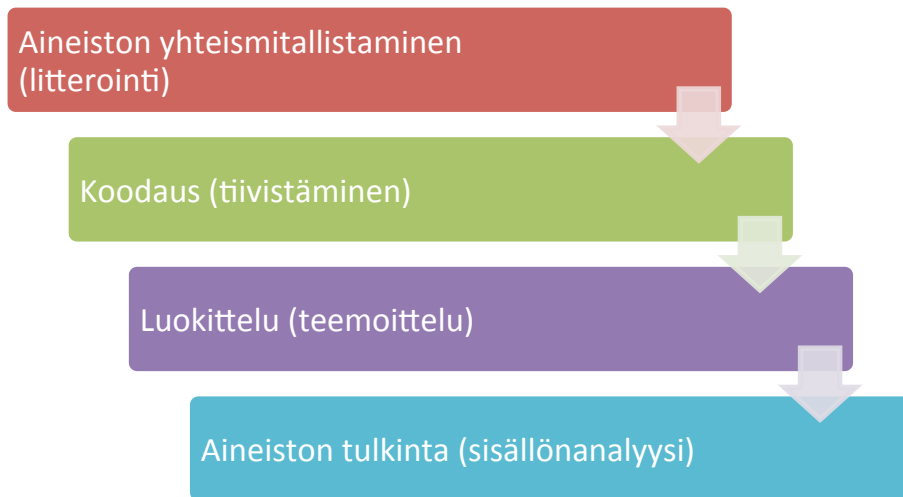 Aineiston yhteismitallistaminen
(litterointi)
Koodaus (tiivistäminen)
Luokittelu (teemoittelu)
Aineiston tulkinta (sisällönanalyysi)